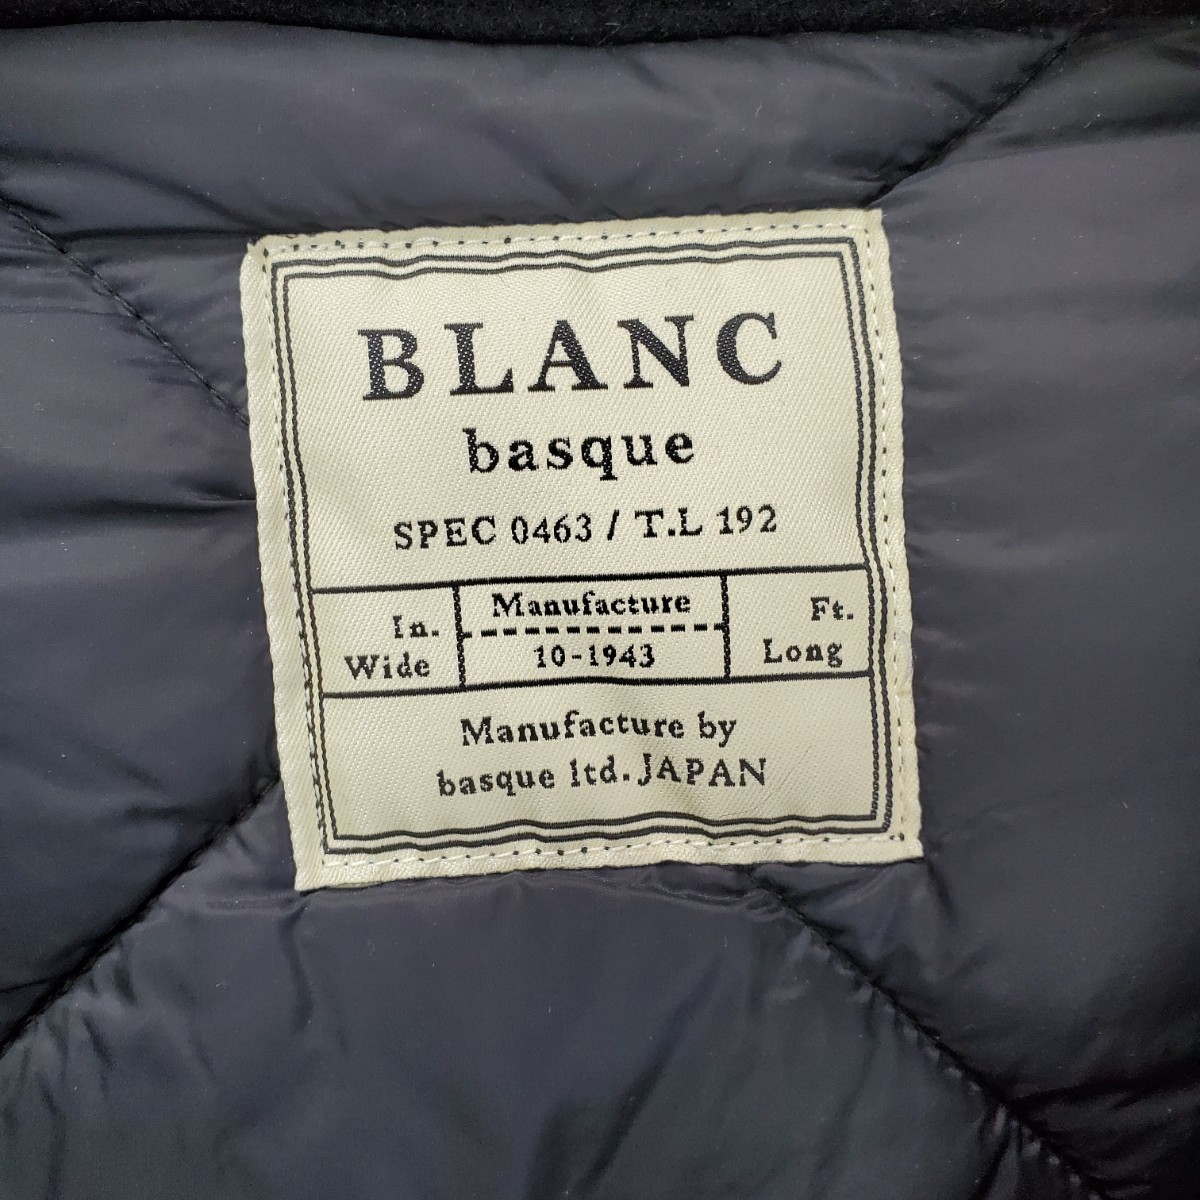 BLANC
basque
SPEC 0463 / T.L 192
In.
Wide
Manufacture
10-1943
Ft.
Long
Manufacture by
basque ltd. JAPAN